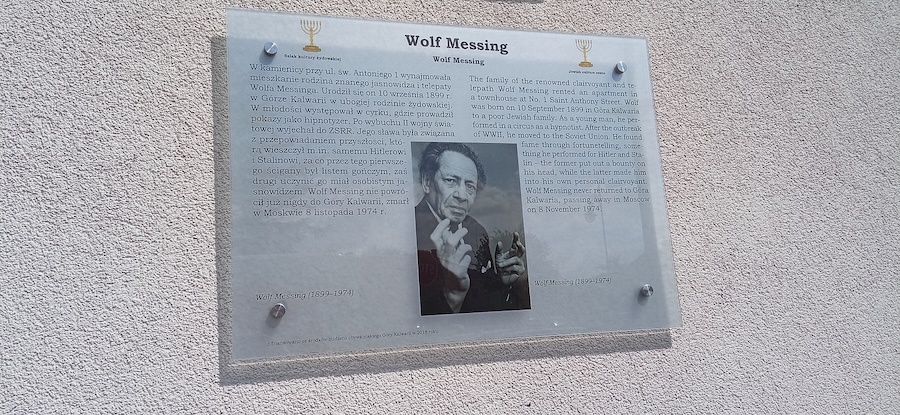 Wolf Messing
Wolf Messing
Szlak kultury żydowskiej
W kamienicy przy ul. św. Antoniego 1 wynajmowała
mieszkanie rodzina znanego jasnowidza i telepaty
Wolfa Messinga. Urodził się on 10 września 1899 r.
w Górze Kalwarii w ubogiej rodzinie żydowskiej.
W młodości występował w cyrku, gdzie prowadził
pokazy jako hipnotyzer. Po wybuchu II wojny świa-
towej wyjechał do ZSRR. Jego sława była związana
z przepowiadaniem przyszłości, któ-
rą wieszczył m.in. samemu Hitlerowi
i Stalinowi, za co przez tego pierwsze-
go ścigany był listem gończym, zaś
drugi uczynić go miał osobistym ja-
snowidzem. Wolf Messing nie powró-
cił już nigdy do Góry Kalwarii, zmarł
w Moskwie 8 listopada 1974 r.
Wolf Messing (1899–1974)
Jewish culture route
The family of the renowned clairvoyant and te-
lepath Wolf Messing rented an apartment in
a townhouse at No. 1 Saint Anthony Street. Wolf
was born on 10 September 1899 in Góra Kalwaria
to a poor Jewish family. As a young man, he per-
formed in a circus as a hypnotist. After the outbreak
of WWII, he moved to the Soviet Union. He found
fame through fortunetelling, some-
thing he performed for Hitler and Sta-
lin – the former put out a bounty on
his head, while the latter made him
into his own personal clairvoyant.
Wolf Messing never returned to Góra
Kalwaria, passing away in Moscow
on 8 November 1974.
Wolf Messing (1899–1974)